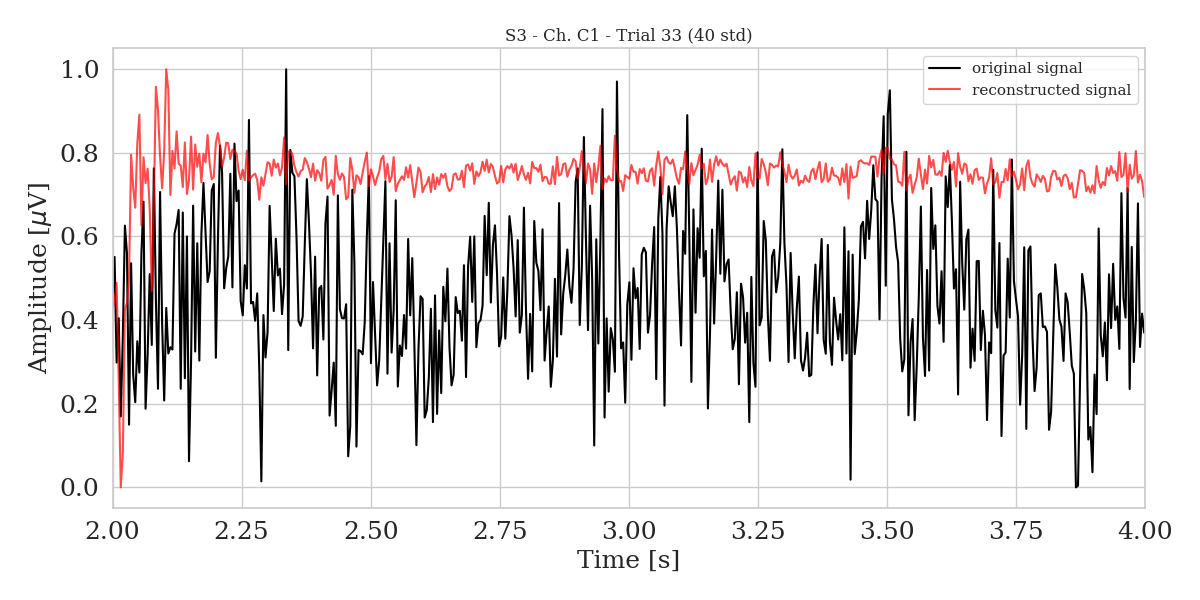 S3 - Ch. C1 - Trial 33 (40 std)
original signal
reconstructed signal
Amplitude [μV]
1.0
0.8
0.6
0.4
0.2
0.0
2.00 2.25 2.50 2.75 3.00 3.25 3.50 3.75 4.00
Time [s]